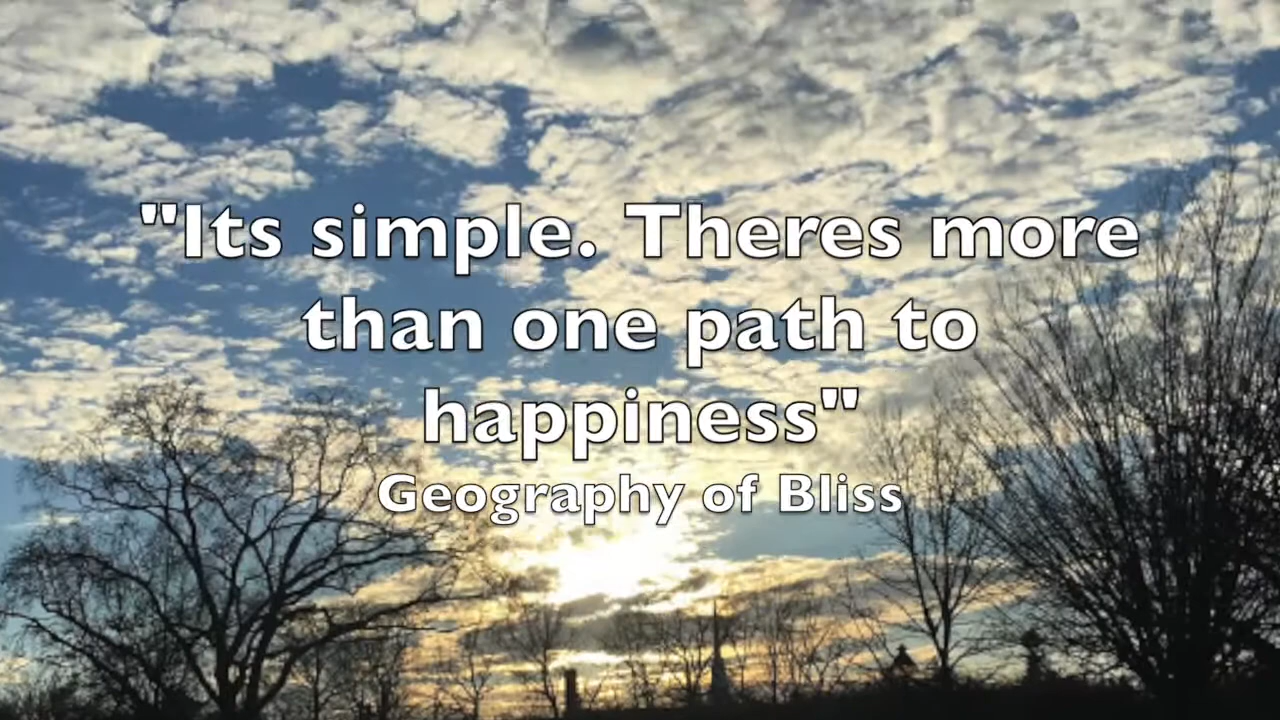 "Its simple. Theres more
than one path to
happiness"
Geography of Bliss